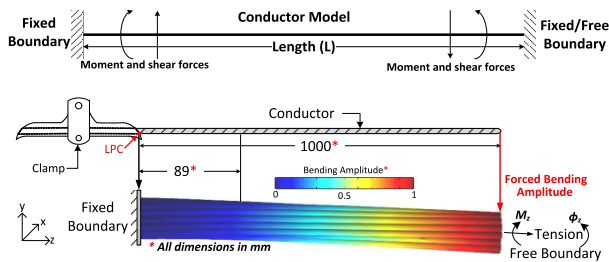 Conductor Model
Fixed
Boundary
Fixed/Free
Boundary
Length (L)
Moment and shear forces
Moment and shear forces
Conductor
LPC
1000*
Clamp
89*
Bending Amplitude*
0
0.5
1
Forced Bending
Amplitude
Fixed
Boundary
y
x
z
* All dimensions in mm
Mz
ϕz
Tension
Free Boundary